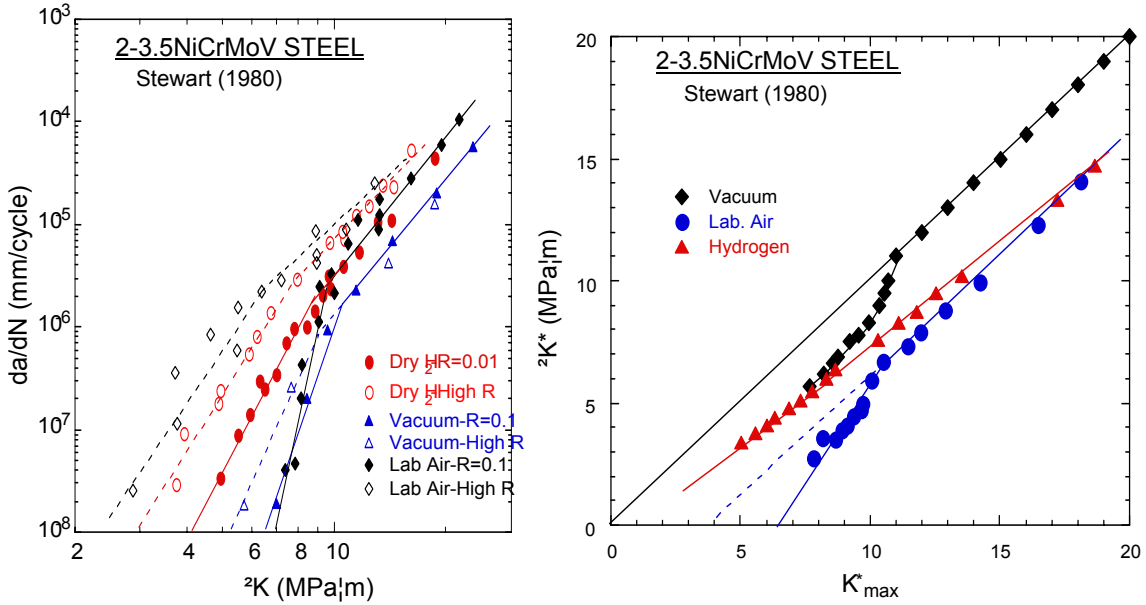 2-3.5NiCrMoV STEEL
Stewart (1980)
da/dN (mm/cycle)
10³
10⁴
10⁵
10⁶
10⁷
10⁸
2
4
6
8
10
²K (MPa¦m)
Dry H₂-R=0.01
Dry H₂-High R
Vacuum-R=0.1
Vacuum-High R
Lab Air-R=0.1
Lab Air-High R
2-3.5NiCrMoV STEEL
Stewart (1980)
²K* (MPa¦m)
20
15
10
5
0
0
5
10
15
20
K*max
Vacuum
Lab. Air
Hydrogen